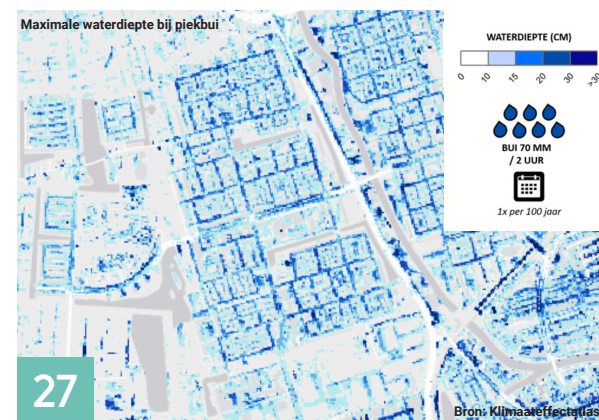 Maximale waterdiepte bij piekbui
WATERDIEPTE (CM)
0 10 15 20 30 >30
BUI 70 MM
/ 2 UUR
1x per 100 jaar
27
Bron: Klimaateffectatlas